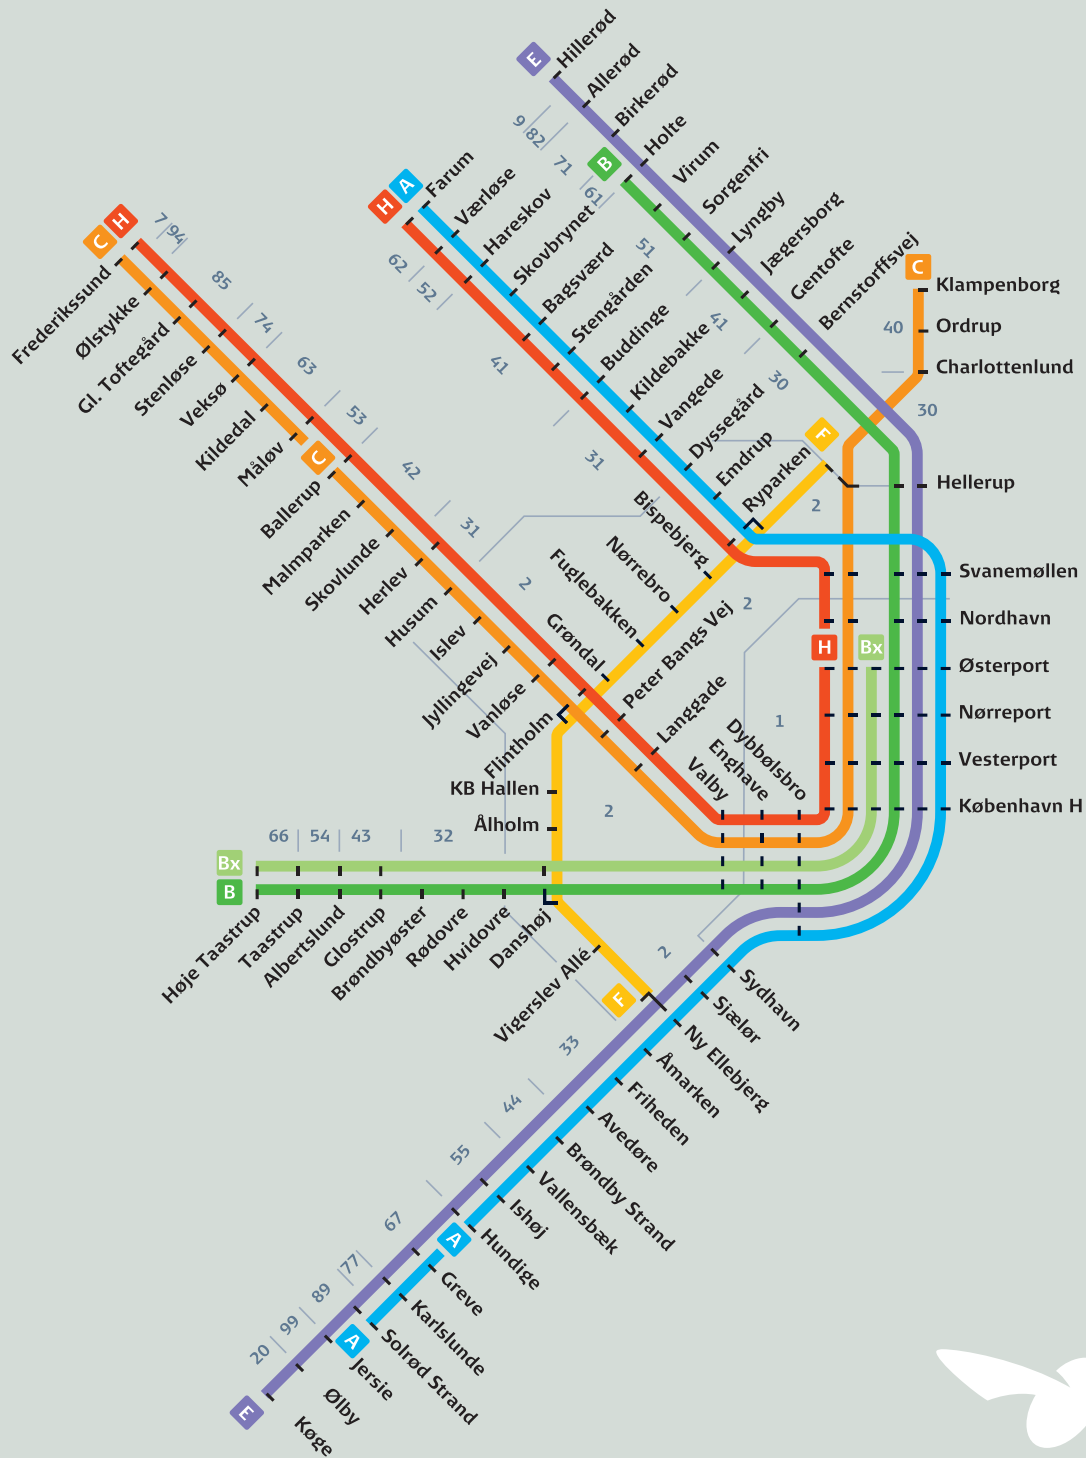 E
Hillerød
Allerød
Birkerød
Holte
Virum
Sorgenfri
Lyngby
Jægersborg
Gentofte
Bernstorffsvej
9
82
71
61
51
41
30
B
H
A
Farum
Værløse
Hareskov
Skovbrynet
Bagsværd
Stengården
Buddinge
Kildebakke
Vangede
Dyssegård
Emdrup
Ryparken
62
52
41
31
C
H
7
94
85
74
63
53
42
31
2
Frederikssund
Ølstykke
Gl. Toftegård
Stenløse
Veksø
Kildedal
Måløv
C
Ballerup
Malmparken
Skovlunde
Herlev
Husum
Islev
Jyllingevej
Vanløse
Flintholm
C
Klampenborg
40
Ordrup
Charlottenlund
30
F
2
Hellerup
Bispebjerg
Nørrebro
Fuglebakken
Grøndal
2
Peter Bangs Vej
Langgade
Valby
Enghave
Dybbølsbro
1
Svanemøllen
Nordhavn
H
Bx
Østerport
Nørreport
Vesterport
København H
KB Hallen
Ålholm
2
66
54
43
32
Bx
B
Høje Taastrup
Taastrup
Albertslund
Glostrup
Brøndbyøster
Rødovre
Hvidovre
Danshøj
Vigerslev Allé
F
2
33
44
55
67
77
89
99
20
Sydhavn
Sjælør
Ny Ellebjerg
Åmarken
Friheden
Avedøre
Brøndby Strand
Vallensbæk
Ishøj
Hundige
A
Greve
Karlslunde
Solrød Strand
A
Jersie
Ølby
Køge
E